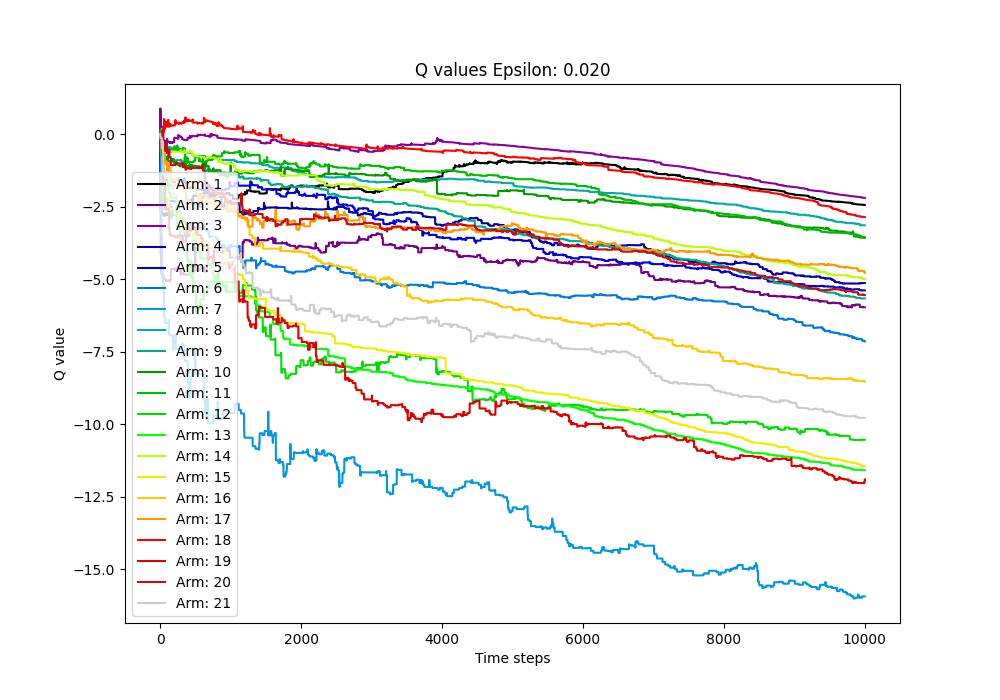 Q values Epsilon: 0.020
Q value
0.0
−2.5
−5.0
−7.5
−10.0
−12.5
−15.0
Arm: 1
Arm: 2
Arm: 3
Arm: 4
Arm: 5
Arm: 6
Arm: 7
Arm: 8
Arm: 9
Arm: 10
Arm: 11
Arm: 12
Arm: 13
Arm: 14
Arm: 15
Arm: 16
Arm: 17
Arm: 18
Arm: 19
Arm: 20
Arm: 21
0 2000 4000 6000 8000 10000
Time steps